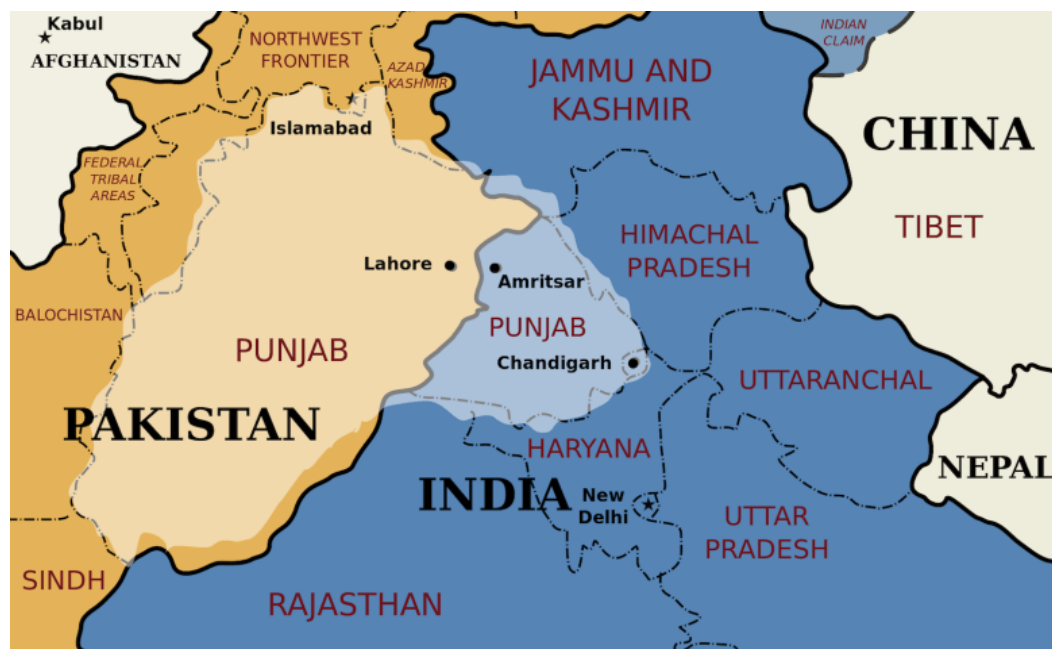 Kabul
AFGHANISTAN
NORTHWEST
FRONTIER
AZAD
KASHMIR
INDIAN
CLAIM
JAMMU AND
KASHMIR
CHINA
Islamabad
FEDERAL
TRIBAL
AREAS
TIBET
HIMACHAL
PRADESH
Lahore
Amritsar
BALOCHISTAN
PUNJAB
PUNJAB
Chandigarh
UTTARANCHAL
PAKISTAN
HARYANA
NEPAL
INDIA
New
Delhi
UTTAR
PRADESH
SINDH
RAJASTHAN